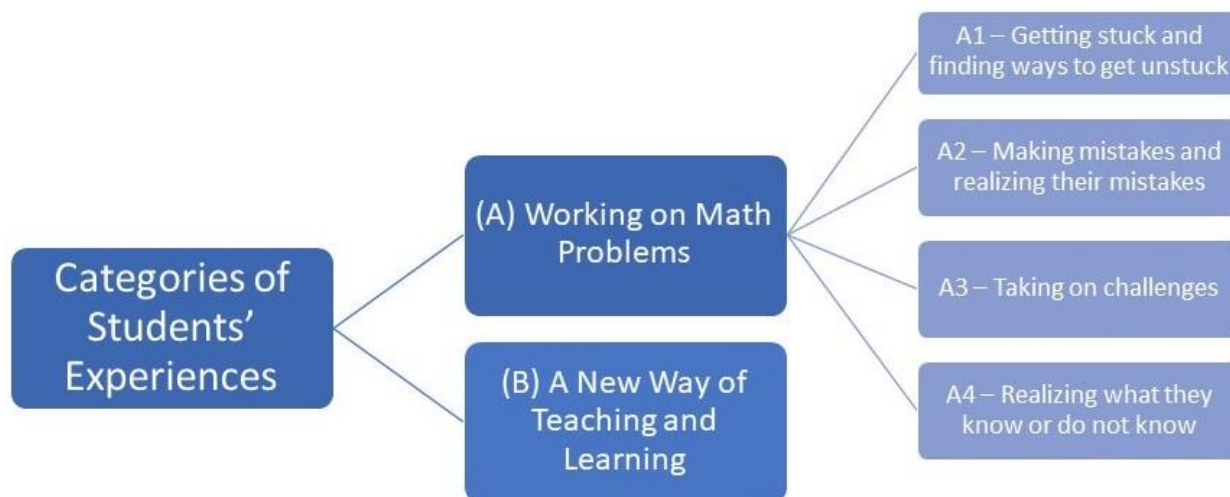 Categories of
Students’
Experiences
(A) Working on Math
Problems
(B) A New Way of
Teaching and
Learning
A1 – Getting stuck and
finding ways to get unstuck
A2 – Making mistakes and
realizing their mistakes
A3 – Taking on challenges
A4 – Realizing what they
know or do not know